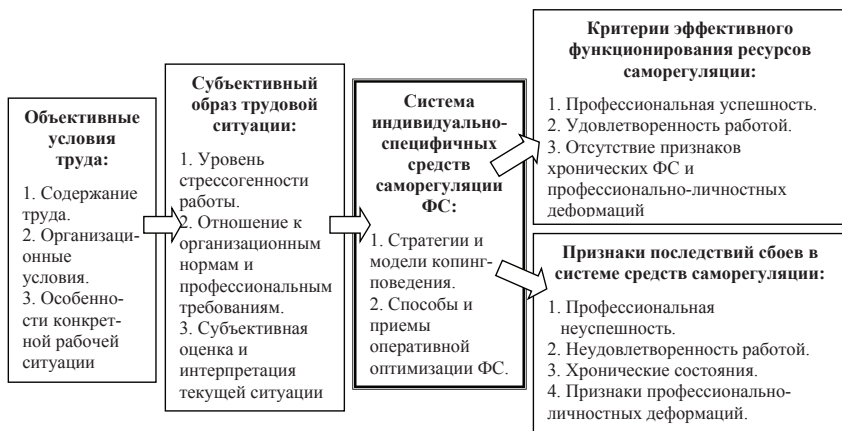 Объективные
условия
труда:
1. Содержание
труда.
2. Организаци-
онные
условия.
3. Особенно-
сти конкрет-
ной рабочей
ситуации
Субъективный
образ трудовой
ситуации:
1. Уровень
стрессогенности
работы.
2. Отношение к
организационным
нормам и
профессиональным
требованиям.
3. Субъективная
оценка и
интерпретация
текущей ситуации
Система
индивидуально-
специфичных
средств
саморегуляции
ФС:
1. Стратегии и
модели копинг-
поведения.
2. Способы и
приемы
оперативной
оптимизации ФС.
Критерии эффективного
функционирования ресурсов
саморегуляции:
1. Профессиональная успешность.
2. Удовлетворенность работой.
3. Отсутствие признаков
хронических ФС и
профессионально-личностных
деформаций
Признаки последствий сбоев в
системе средств саморегуляции:
1. Профессиональная
неуспешность.
2. Неудовлетворенность работой.
3. Хронические состояния.
4. Признаки профессионально-
личностных деформаций.